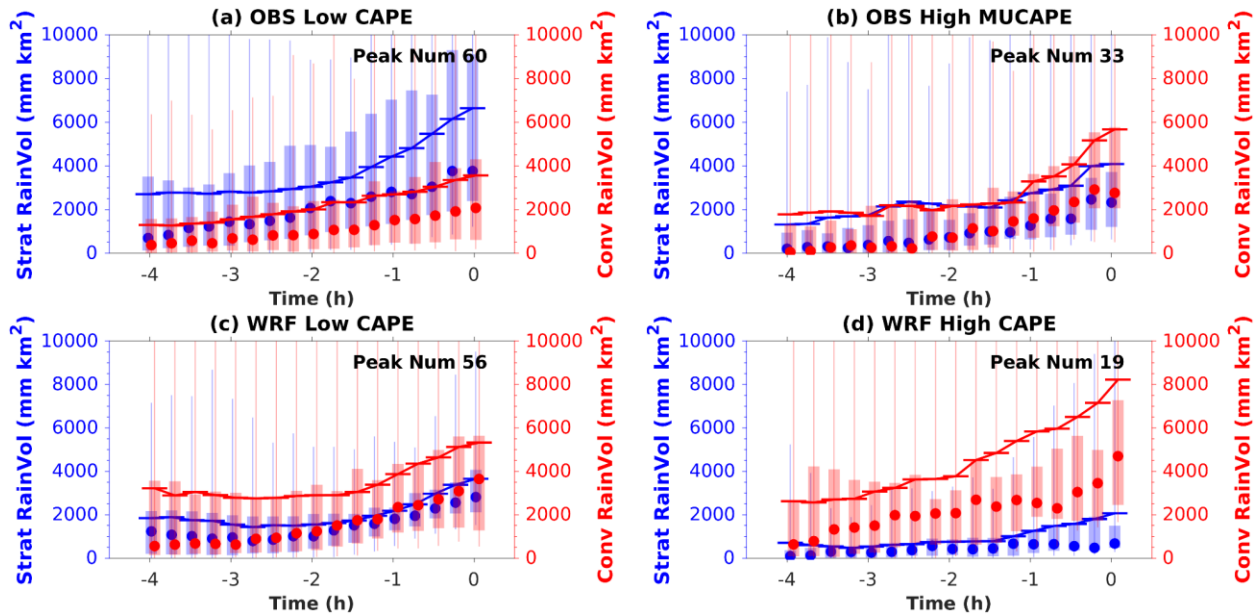 (a) OBS Low CAPE
Peak Num 60
Strat RainVol (mm km²)
10000
8000
6000
4000
2000
0
-4 -3 -2 -1 0
Time (h)
10000
8000
6000
4000
2000
0
Conv RainVol (mm km²)
(b) OBS High MUCAPE
Peak Num 33
Strat RainVol (mm km²)
10000
8000
6000
4000
2000
0
-4 -3 -2 -1 0
Time (h)
10000
8000
6000
4000
2000
0
Conv RainVol (mm km²)
(c) WRF Low CAPE
Peak Num 56
Strat RainVol (mm km²)
10000
8000
6000
4000
2000
0
-4 -3 -2 -1 0
Time (h)
10000
8000
6000
4000
2000
0
Conv RainVol (mm km²)
(d) WRF High CAPE
Peak Num 19
Strat RainVol (mm km²)
10000
8000
6000
4000
2000
0
-4 -3 -2 -1 0
Time (h)
10000
8000
6000
4000
2000
0
Conv RainVol (mm km²)